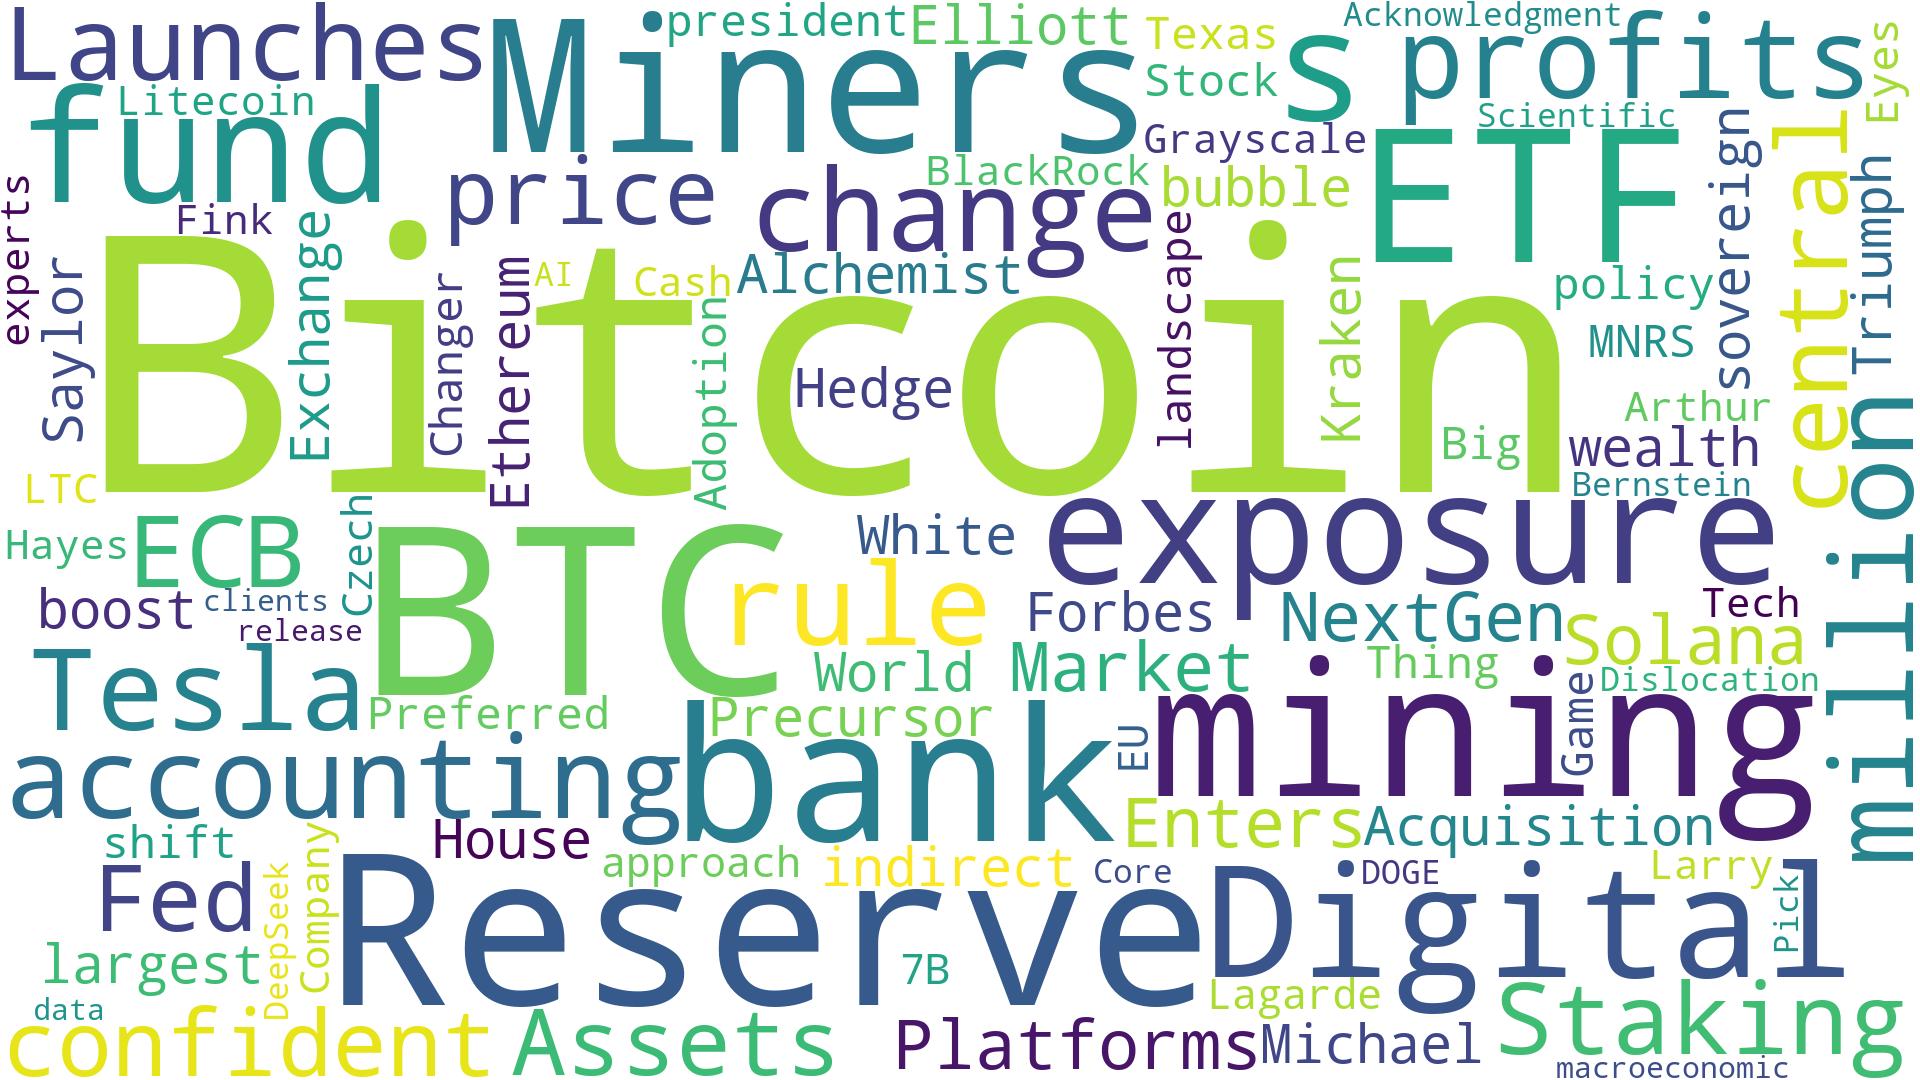 Launches
Miners
president
Elliott
Texas
Stock
s
Acknowledgment
profits
Eyes
fund
Litecoin
Scientific
Grayscale
ETF
sovereign
central
Triumph
experts
Fink
price
change
BlackRock
bubble
Saylor
Exchange
Changer
Ethereum
AI
Cash
Alchemist
landscape
Kraken
policy
MNRS
Bitcoin
Adoption
Hedge
Arthur
Big
wealth
Bernstein
LTC
million
Hayes
ECB
Czech
BTC
White
exposure
boost
clients
release
rule
Forbes
NextGen
Tech
Solana
Tesla
World
Market
Thing
Dislocation
Preferred
Precursor
mining
Game
EU
accounting
bank
Enters
Acquisition
shift
House
approach
indirect
Core
DOGE
Larry
Pick
Fed
DeepSeek
Company
Reserve
Digital
largest
7B
Lagarde
data
confident
Assets
Platforms
Michael
Staking
macroeconomic